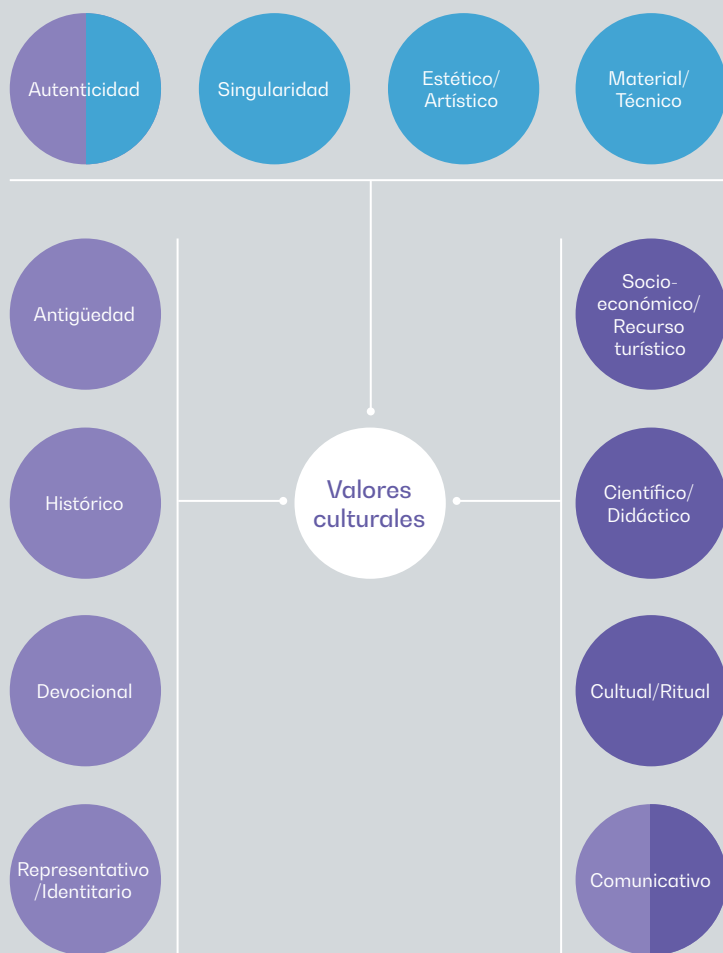 Autenticidad
Singularidad
Estético/
Artístico
Material/
Técnico
Antigüedad
Histórico
Devocional
Representativo
/Identitario
Valores
culturales
Socio-
económico/
Recurso
turístico
Científico/
Didáctico
Cultual/Ritual
Comunicativo